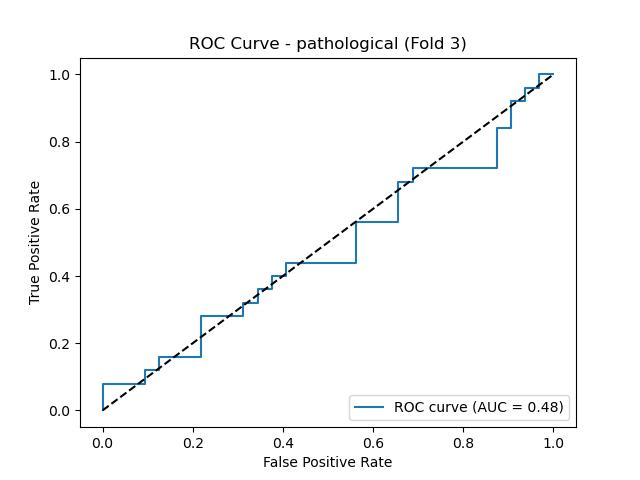 ROC Curve - pathological (Fold 3)
True Positive Rate
1.0
0.8
0.6
0.4
0.2
0.0
0.0 0.2 0.4 0.6 0.8 1.0
False Positive Rate
ROC curve (AUC = 0.48)